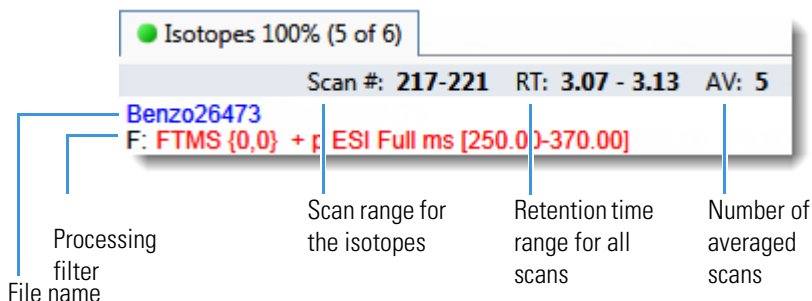 Isotopes 100% (5 of 6)
Scan #: 217-221 RT: 3.07 - 3.13 AV: 5
Benzo26473
F: FTMS {0,0} + p ESI Full ms [250.00-370.00]
Scan range for
the isotopes
Retention time
range for all
scans
Number of
averaged
scans
Processing
filter
File name